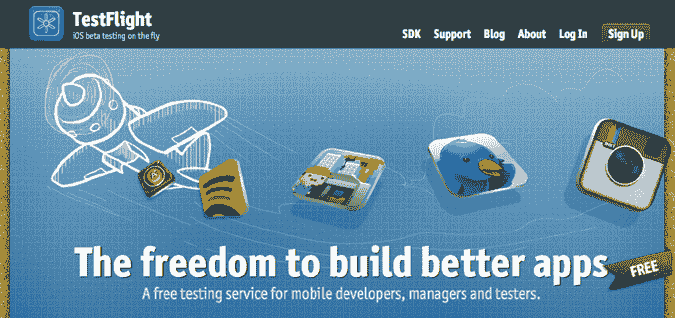 TestFlight
iOS beta testing on the fly
SDK Support Blog About Log In Sign Up
The freedom to build better apps
FREE
A free testing service for mobile developers, managers and testers.